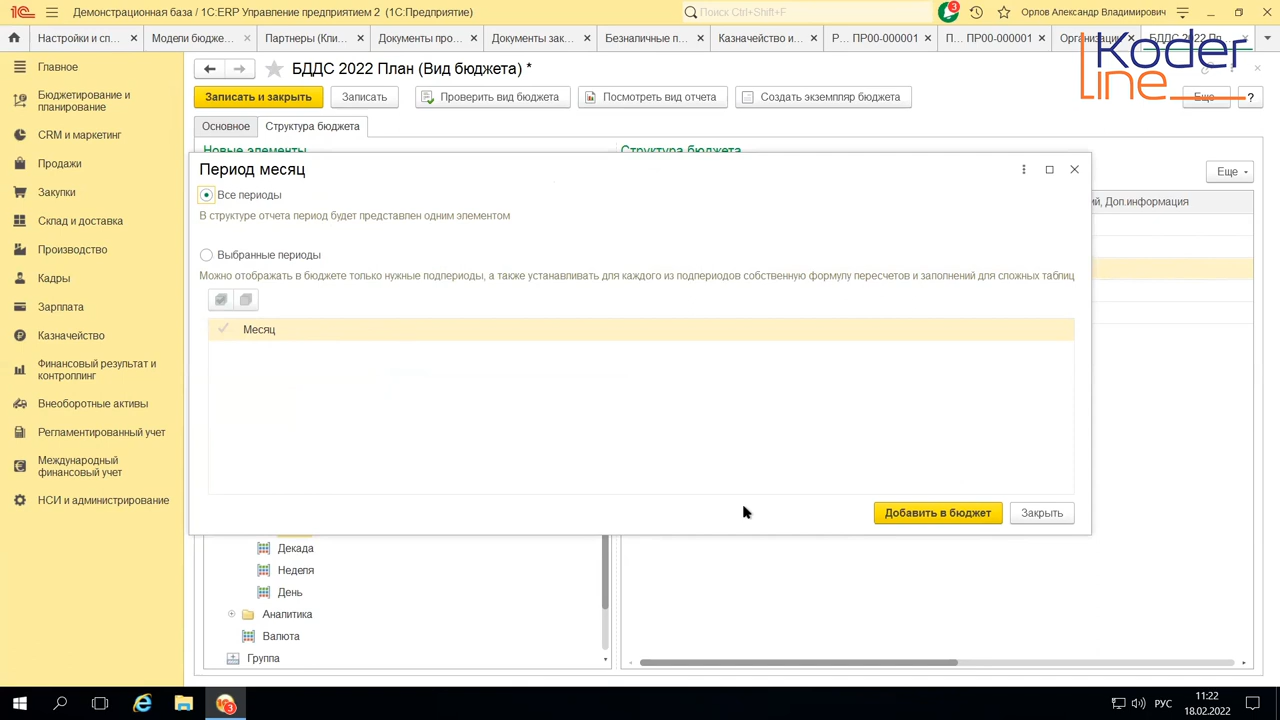 Демонстрационная база / 1С:ERP Управление предприятием 2 (1С:Предприятие)
Поиск Ctrl+Shift+F
3
Орлов Александр Владимирович
Настройки и сп...
Модели бюдже...
Партнеры (Кли...
Документы про...
Документы зак...
Безналичные п...
Казначейство и...
Р... ПР00-000001
П... ПР00-000001
Организаци
БДДС 2022 Пл
Koder
line
Главное
Бюджетирование и
планирование
CRM и маркетинг
Продажи
Закупки
Склад и доставка
Производство
Кадры
Зарплата
Казначейство
Финансовый результат и
контроллинг
Внеоборотные активы
Регламентированный учет
Международный
финансовый учет
НСИ и администрирование
БДДС 2022 План (Вид бюджета) *
Записать и закрыть
Записать
Проверить вид бюджета
Посмотреть вид отчета
Создать экземпляр бюджета
Еще
?
Основное
Структура бюджета
Новые элементы
Структура бюджета
Еще
ий, Доп.информация
Период месяц
Все периоды
В структуре отчета период будет представлен одним элементом
Выбранные периоды
Можно отображать в бюджете только нужные подпериоды, а также устанавливать для каждого из подпериодов собственную формулу пересчетов и заполнений для сложных таблиц
Месяц
Добавить в бюджет
Закрыть
Декада
Неделя
День
Аналитика
Валюта
Группа
3
РУС
11:22
18.02.2022